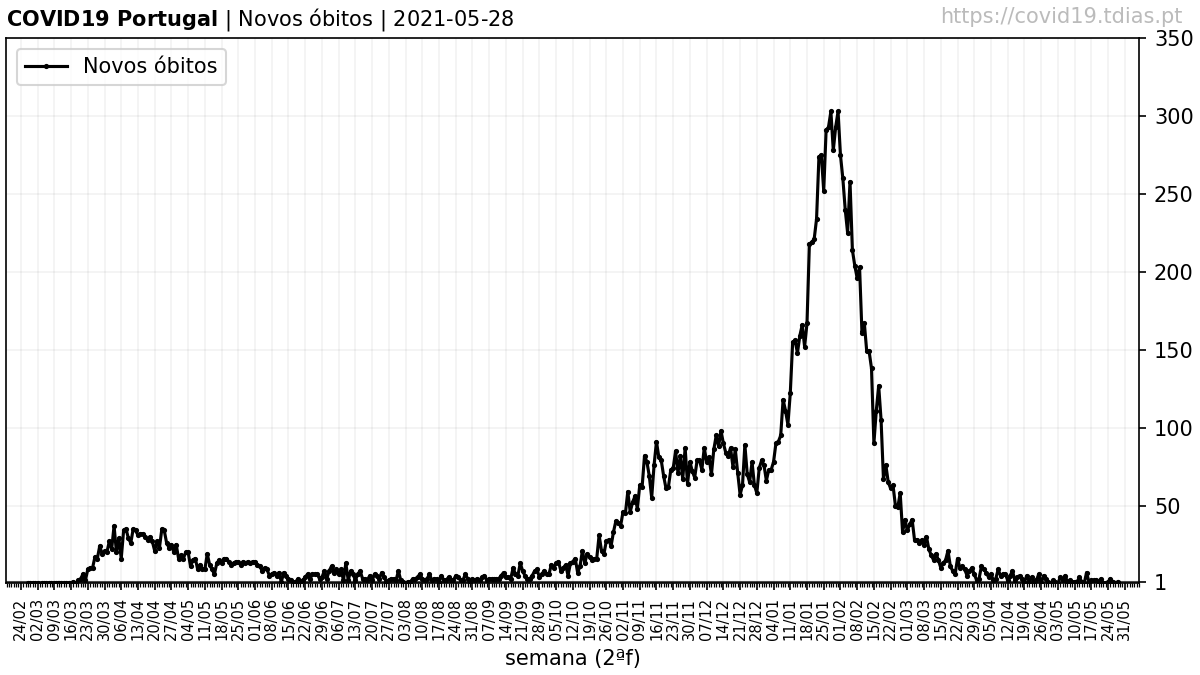 COVID19 Portugal | Novos óbitos | 2021-05-28
https://covid19.tdias.pt
Novos óbitos
350
300
250
200
150
100
50
1
24/02 02/03 09/03 16/03 23/03 30/03 06/04 13/04 20/04 27/04 04/05 11/05 18/05 25/05 01/06 08/06 15/06 22/06 29/06 06/07 13/07 20/07 27/07 03/08 10/08 17/08 24/08 31/08 07/09 14/09 21/09 28/09 05/10 12/10 19/10 26/10 02/11 09/11 16/11 23/11 30/11 07/12 14/12 21/12 28/12 04/01 11/01 18/01 25/01 01/02 08/02 15/02 22/02 01/03 08/03 15/03 22/03 29/03 05/04 12/04 19/04 26/04 03/05 10/05 17/05 24/05 31/05
semana (2ªf)